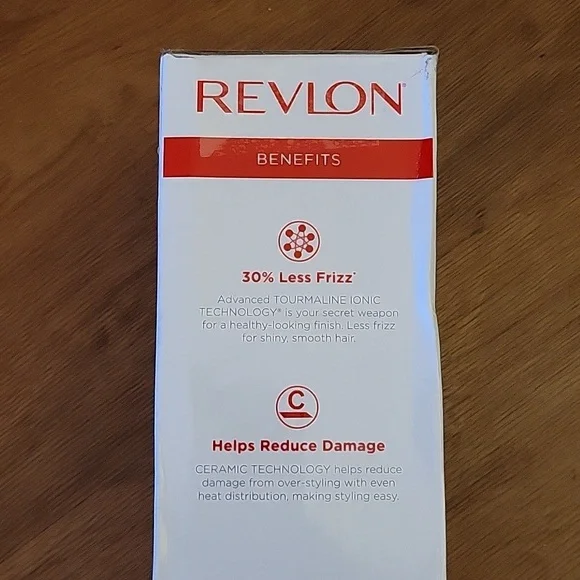 REVLON®
BENEFITS
30% Less Frizz*
Advanced TOURMALINE IONIC
TECHNOLOGY® is your secret weapon
for a healthy-looking finish. Less frizz
for shiny, smooth hair.
C
Helps Reduce Damage
CERAMIC TECHNOLOGY helps reduce
damage from over-styling with even
heat distribution, making styling easy.